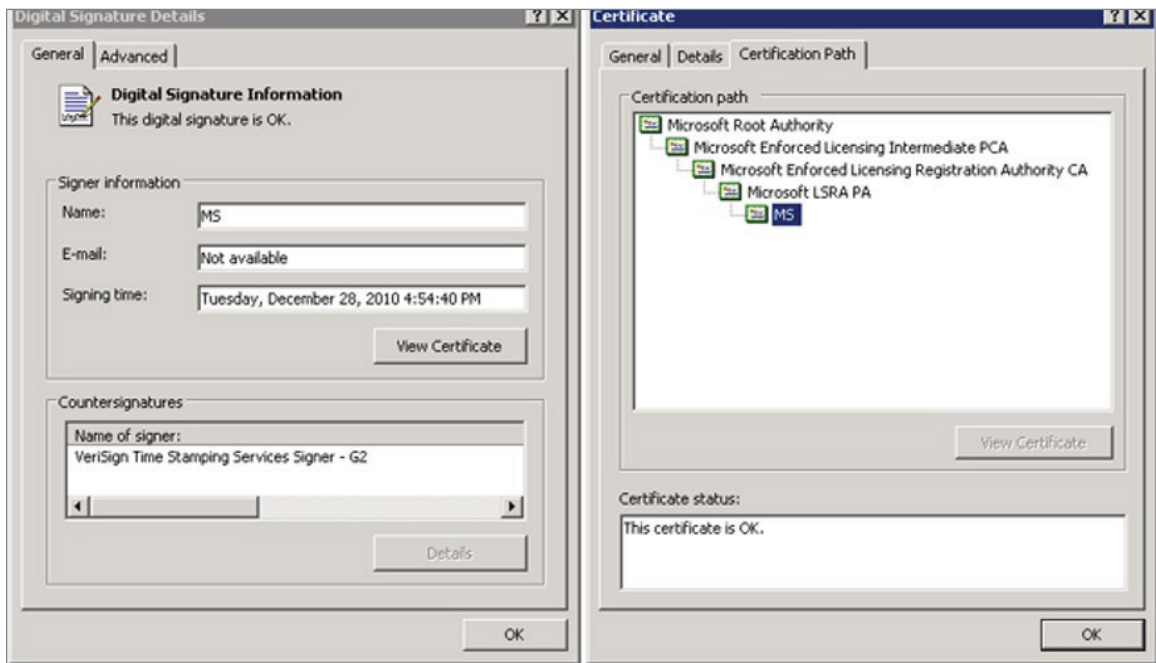 Digital Signature Details
General
Advanced
Digital Signature Information
This digital signature is OK.
Signer information
Name:
MS
E-mail:
Not available
Signing time:
Tuesday, December 28, 2010 4:54:40 PM
View Certificate
Countersignatures
Name of signer:
VeriSign Time Stamping Services Signer - G2
Details
OK
Certificate
General
Details
Certification Path
Certification path
Microsoft Root Authority
Microsoft Enforced Licensing Intermediate PCA
Microsoft Enforced Licensing Registration Authority CA
Microsoft LSRA PA
MS
View Certificate
Certificate status:
This certificate is OK.
OK